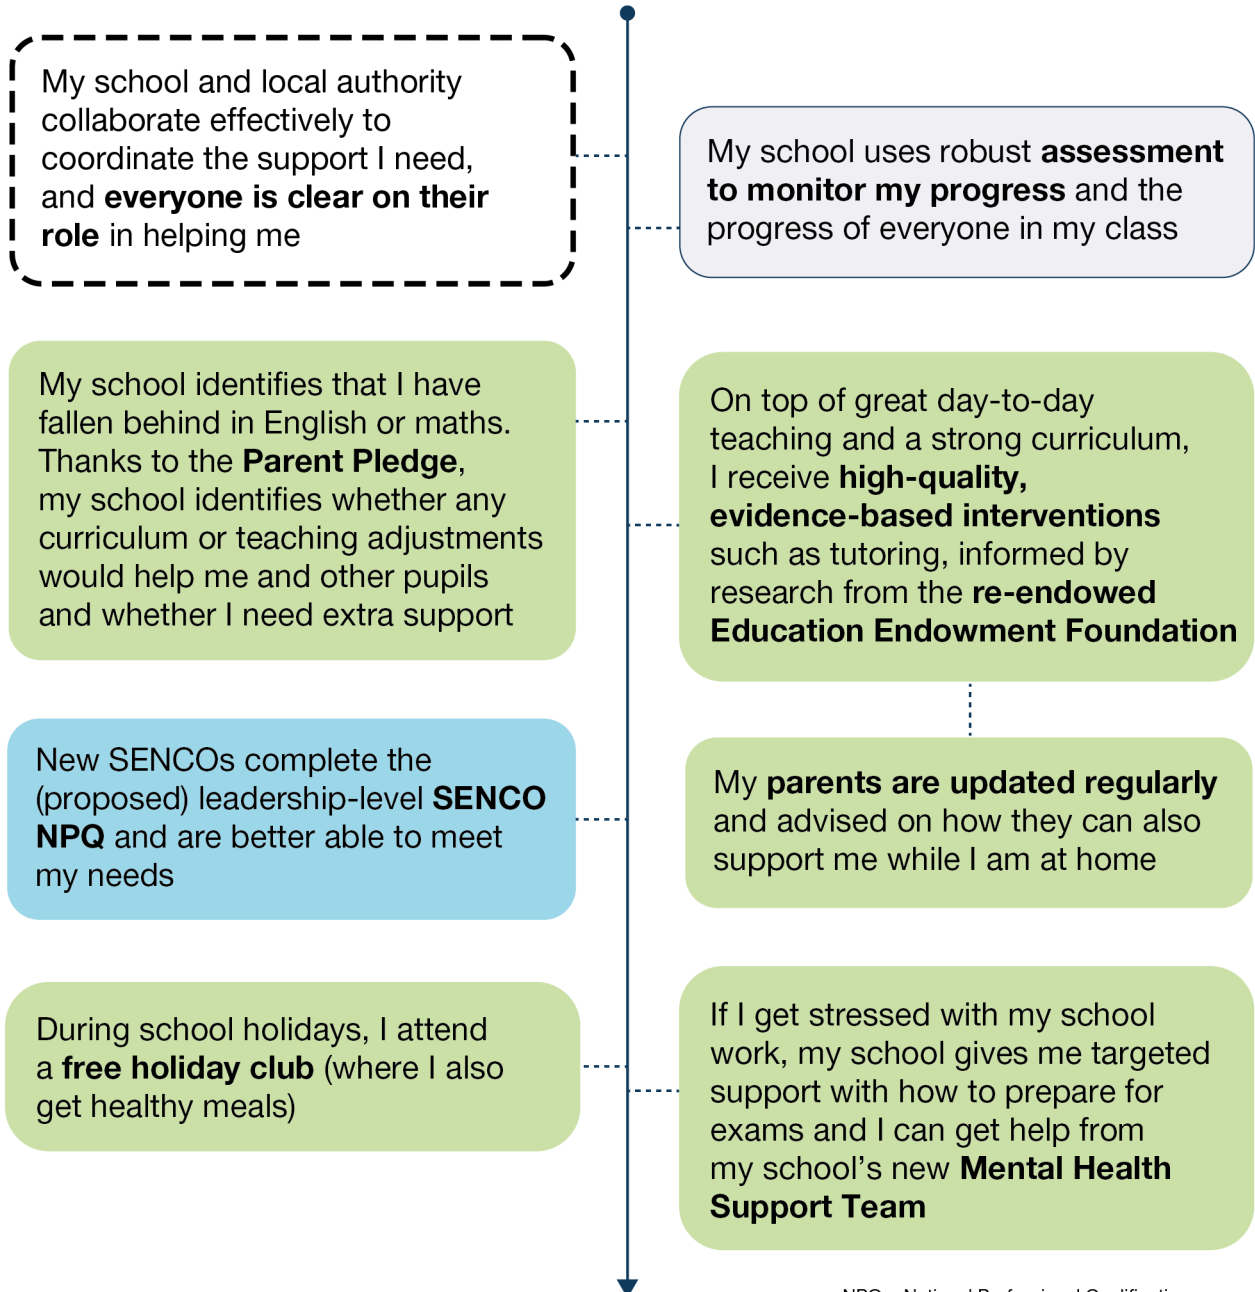 My school and local authority
collaborate effectively to
coordinate the support I need,
and everyone is clear on their
role in helping me
My school uses robust assessment
to monitor my progress and the
progress of everyone in my class
My school identifies that I have
fallen behind in English or maths.
Thanks to the Parent Pledge,
my school identifies whether any
curriculum or teaching adjustments
would help me and other pupils
and whether I need extra support
On top of great day-to-day
teaching and a strong curriculum,
I receive high-quality,
evidence-based interventions
such as tutoring, informed by
research from the re-endowed
Education Endowment Foundation
New SENCOs complete the
(proposed) leadership-level SENCO
NPQ and are better able to meet
my needs
My parents are updated regularly
and advised on how they can also
support me while I am at home
During school holidays, I attend
a free holiday club (where I also
get healthy meals)
If I get stressed with my school
work, my school gives me targeted
support with how to prepare for
exams and I can get help from
my school’s new Mental Health
Support Team